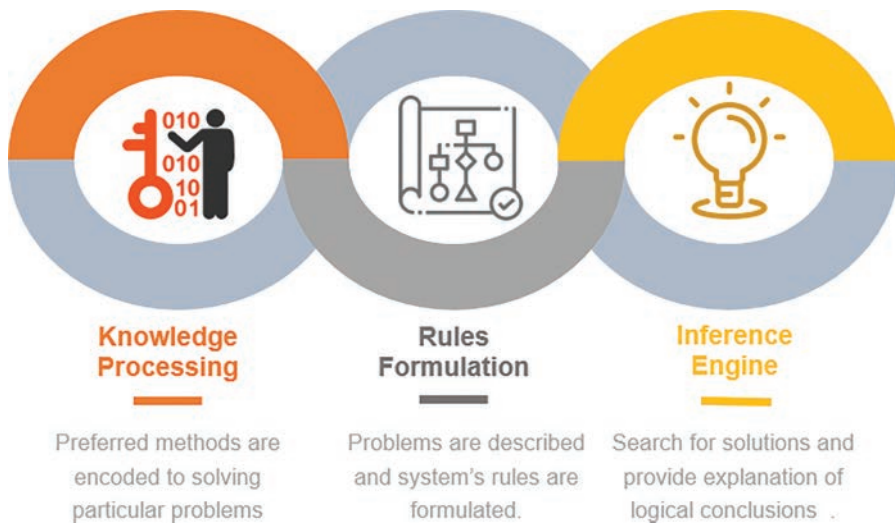 010
010
10
01
Knowledge
Processing
Rules
Formulation
Inference
Engine
Preferred methods are
encoded to solving
particular problems
Problems are described
and system's rules are
formulated.
Search for solutions and
provide explanation of
logical conclusions .